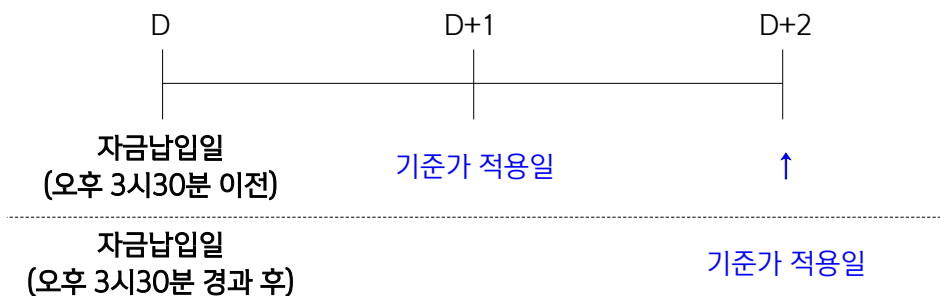 D D+1 D+2
자금납입일
(오후 3시30분 이전)
기준가 적용일
↑
자금납입일
(오후 3시30분 경과 후)
기준가 적용일